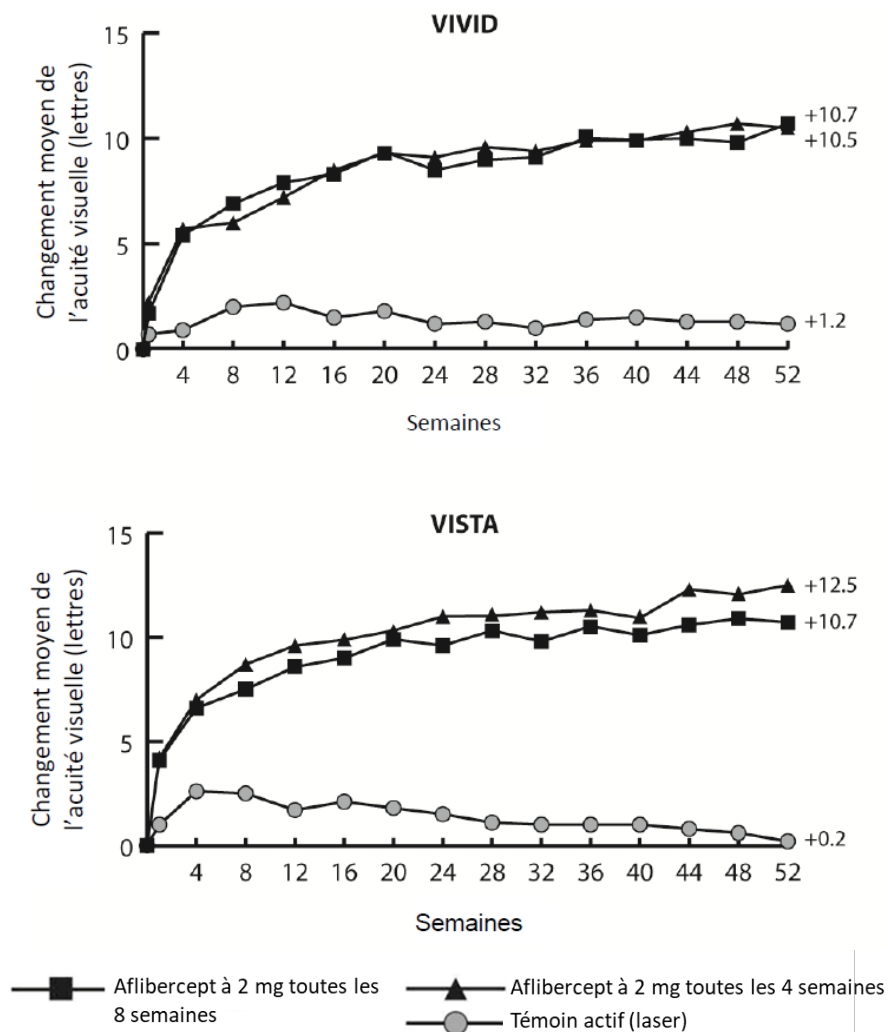 VIVID
15
10
5
0
Changement moyen de
l'acuité visuelle (lettres)
+10.7
+10.5
+1.2
4 8 12 16 20 24 28 32 36 40 44 48 52
Semaines
VISTA
15
10
5
0
Changement moyen de
l'acuité visuelle (lettres)
+12.5
+10.7
+0.2
4 8 12 16 20 24 28 32 36 40 44 48 52
Semaines
Aflibercept à 2 mg toutes les
8 semaines
Aflibercept à 2 mg toutes les 4 semaines
Témoin actif (laser)